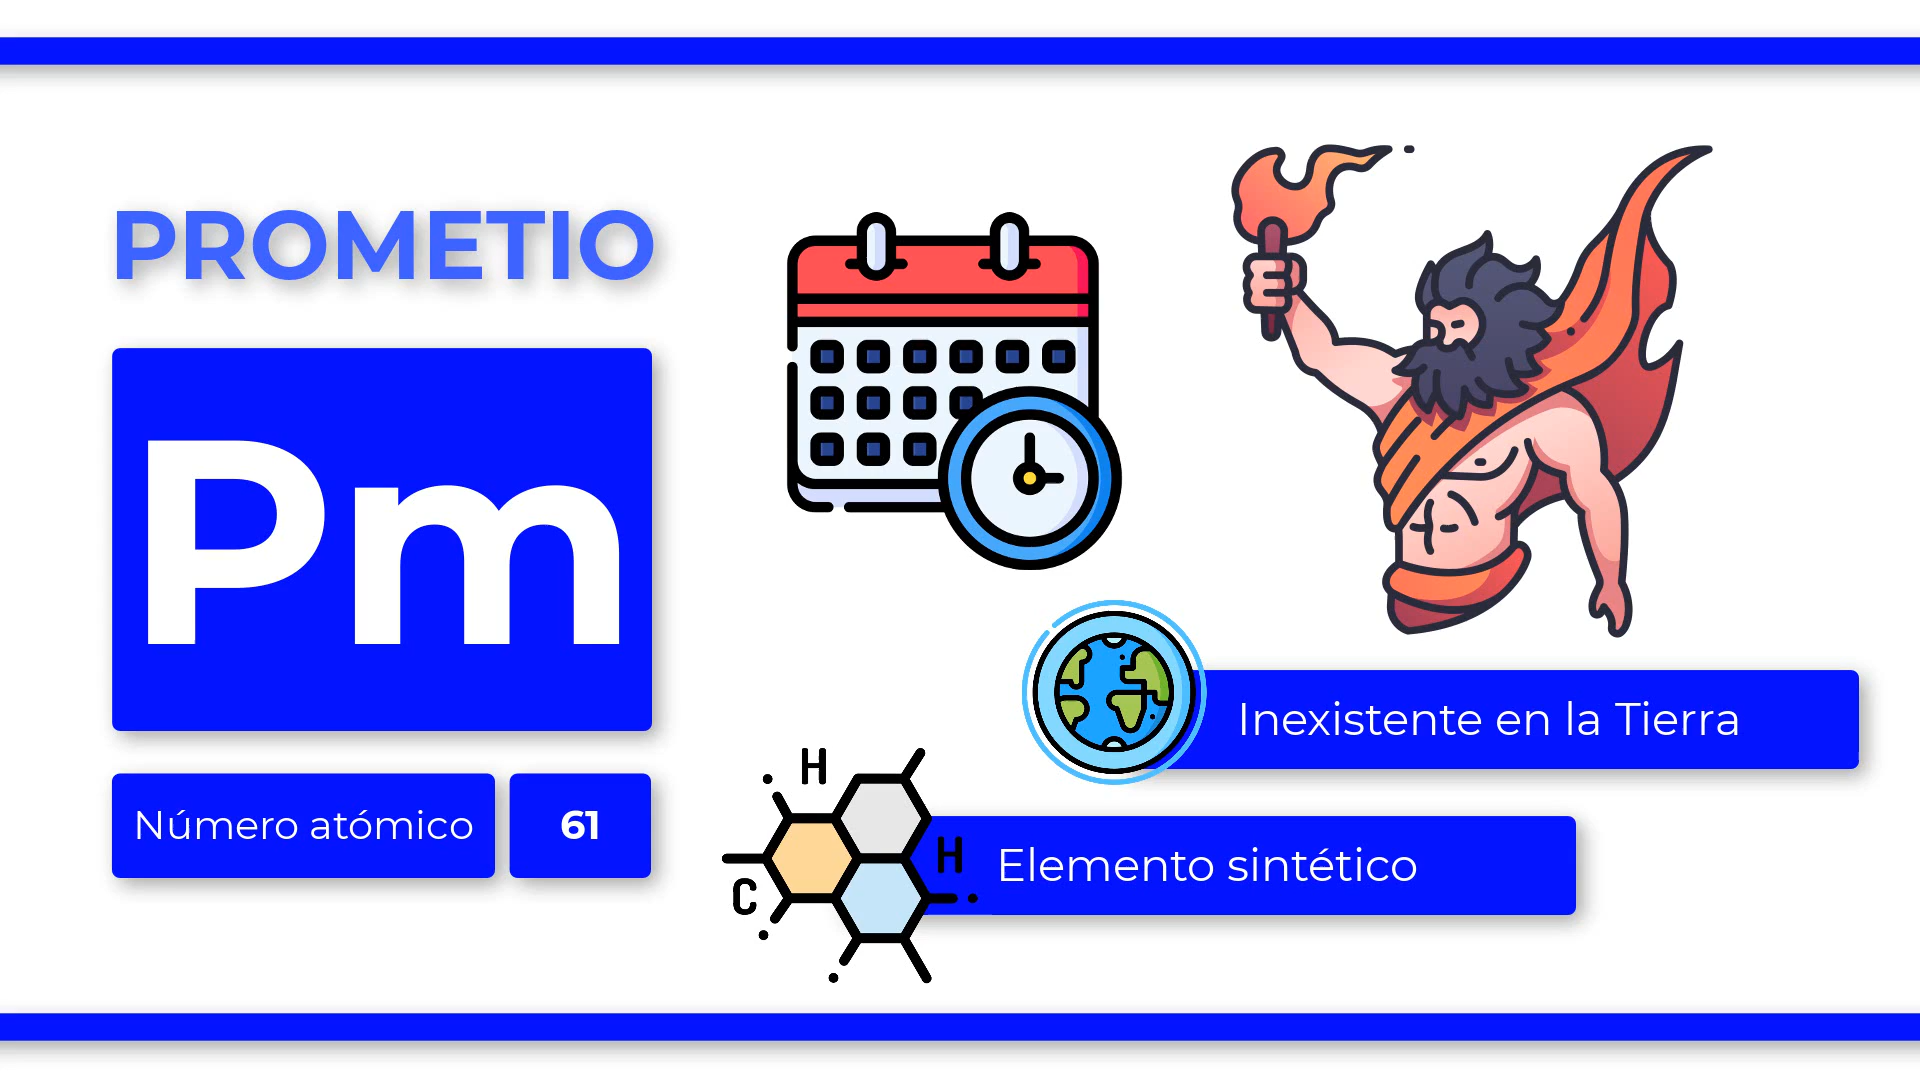 PROMETIO
Pm
Número atómico
61
Inexistente en la Tierra
H
H
C
Elemento sintético